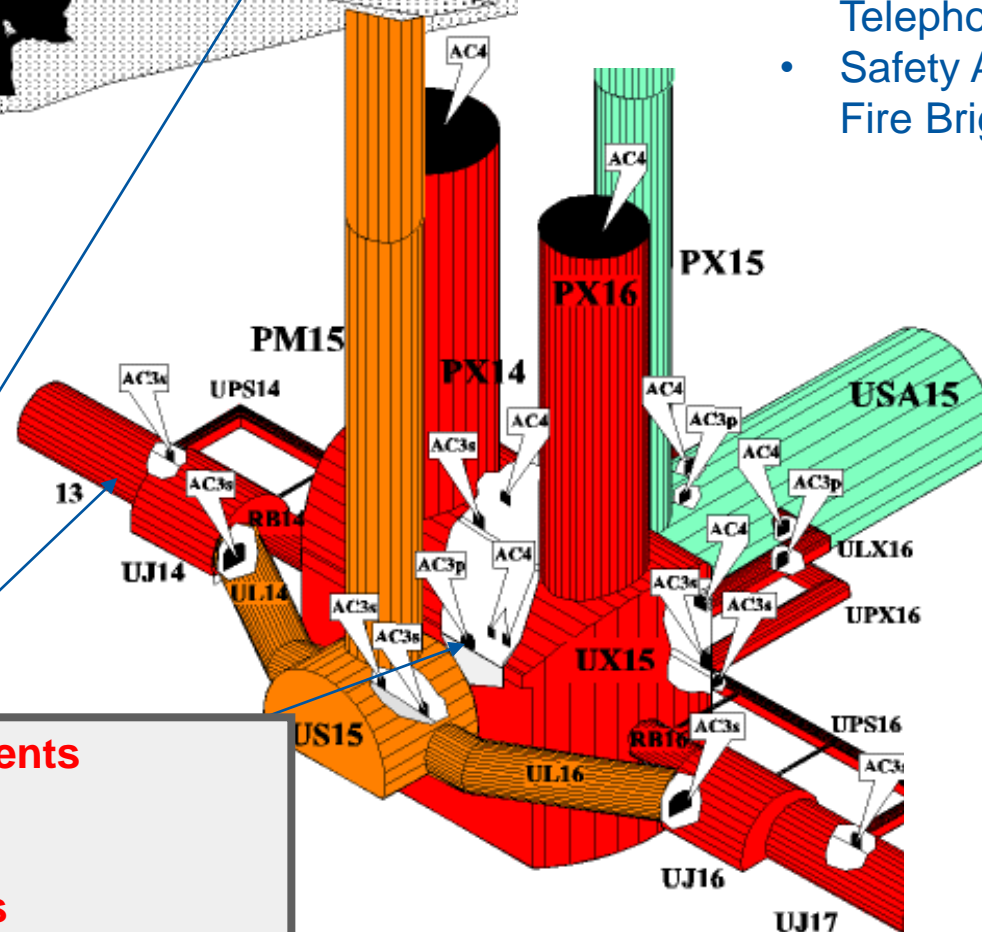 Telepho
• Safety A
Fire Brig
AC4
AC4
PX15
PX16
PM15
PX14
AC3s
UPS14
AC4
USA15
AC4
AC3p
AC3s
AC4
AC3p
13
AC3s
RB14
AC4
ULX16
UJ14
AC3p
AC4
UL14
AC3s
AC3s
UPX16
AC3s
AC3s
UX15
US15
UPS16
RB16
AC3s
AC3s
UL16
UJ16
UJ17
ents
s